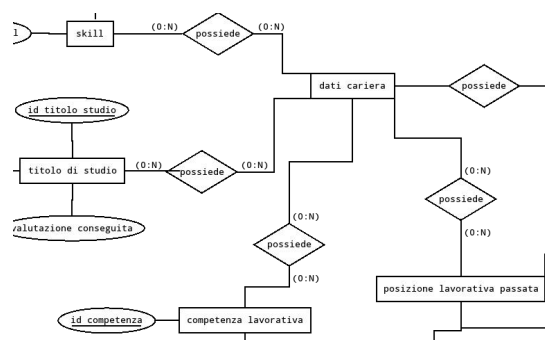 l
skill
(0:N)
possiede
(0:N)
dati cariera
possiede
id titolo studio
titolo di studio
(0:N)
possiede
(0:N)
(0:N)
possiede
(0:N)
valutazione conseguita
(0:N)
possiede
(0:N)
posizione lavorativa passata
id competenza
competenza lavorativa